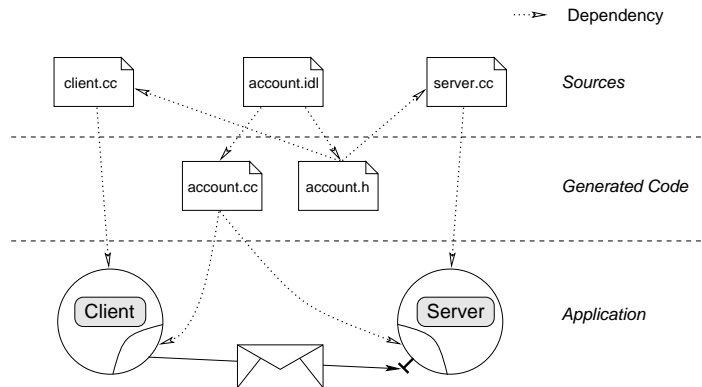 Dependency
client.cc
account.idl
server.cc
Sources
account.cc
account.h
Generated Code
Client
Server
Application